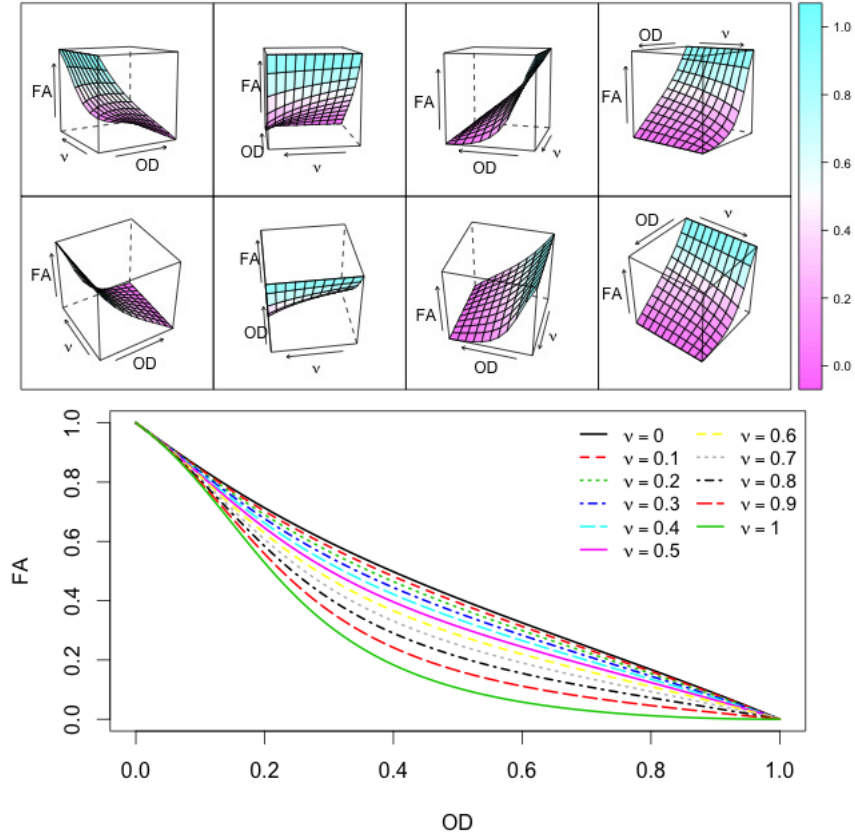 FA
ν
OD
FA
OD
ν
FA
OD
ν
OD
ν
FA
FA
ν
OD
FA
OD
ν
FA
OD
ν
OD
ν
FA
1.0
0.8
0.6
0.4
0.2
0.0
FA
1.0
0.8
0.6
0.4
0.2
0.0
ν = 0
ν = 0.1
ν = 0.2
ν = 0.3
ν = 0.4
ν = 0.5
ν = 0.6
ν = 0.7
ν = 0.8
ν = 0.9
ν = 1
0.0 0.2 0.4 0.6 0.8 1.0
OD